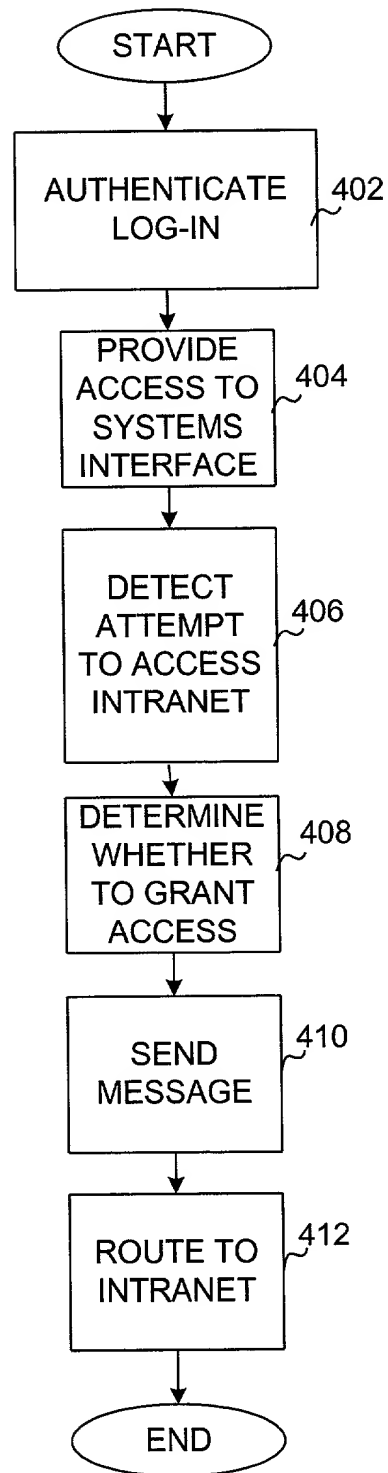 START
AUTHENTICATE
LOG-IN
402
PROVIDE
ACCESS TO
SYSTEMS
INTERFACE
404
DETECT
ATTEMPT
TO ACCESS
INTRANET
406
DETERMINE
WHETHER
TO GRANT
ACCESS
408
SEND
MESSAGE
410
ROUTE TO
INTRANET
412
END